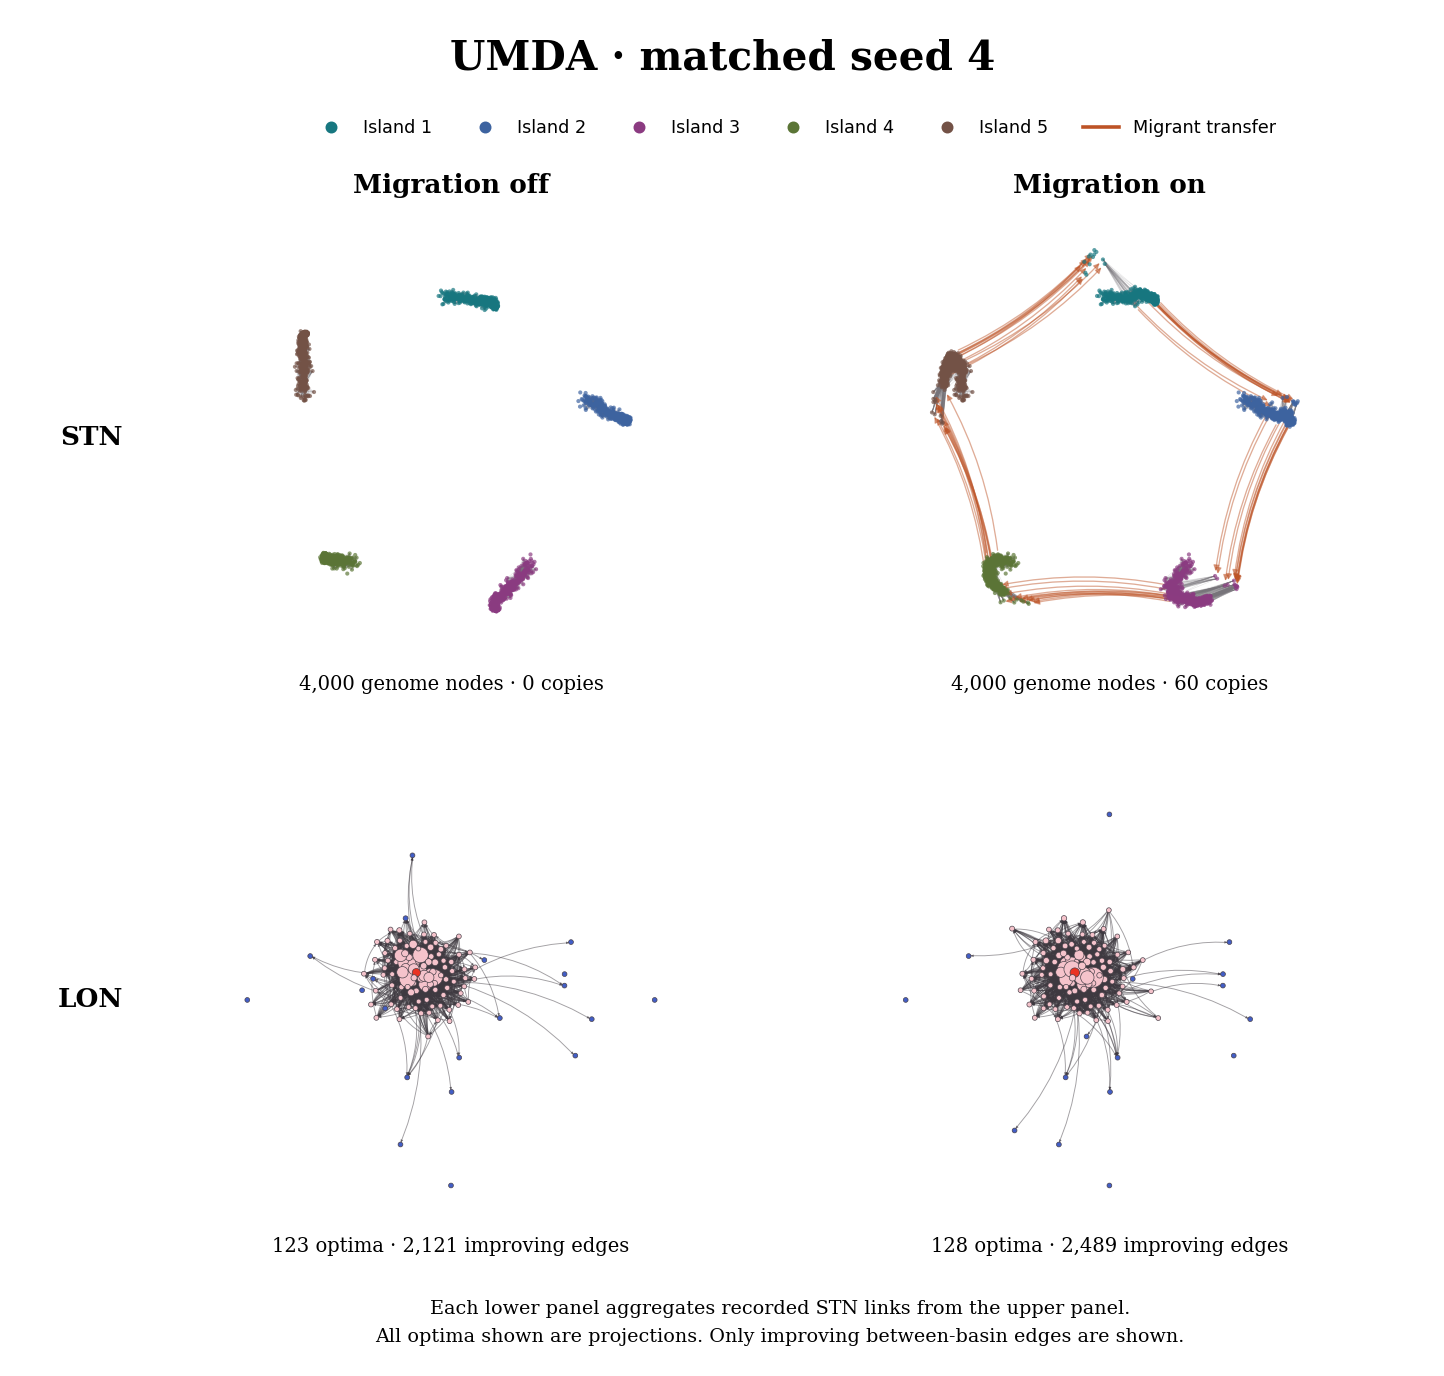 UMDA · matched seed 4
Island 1 Island 2 Island 3 Island 4 Island 5 Migrant transfer
Migration off Migration on
STN
4,000 genome nodes · 0 copies 4,000 genome nodes · 60 copies
LON
123 optima · 2,121 improving edges 128 optima · 2,489 improving edges
Each lower panel aggregates recorded STN links from the upper panel.
All optima shown are projections. Only improving between-basin edges are shown.